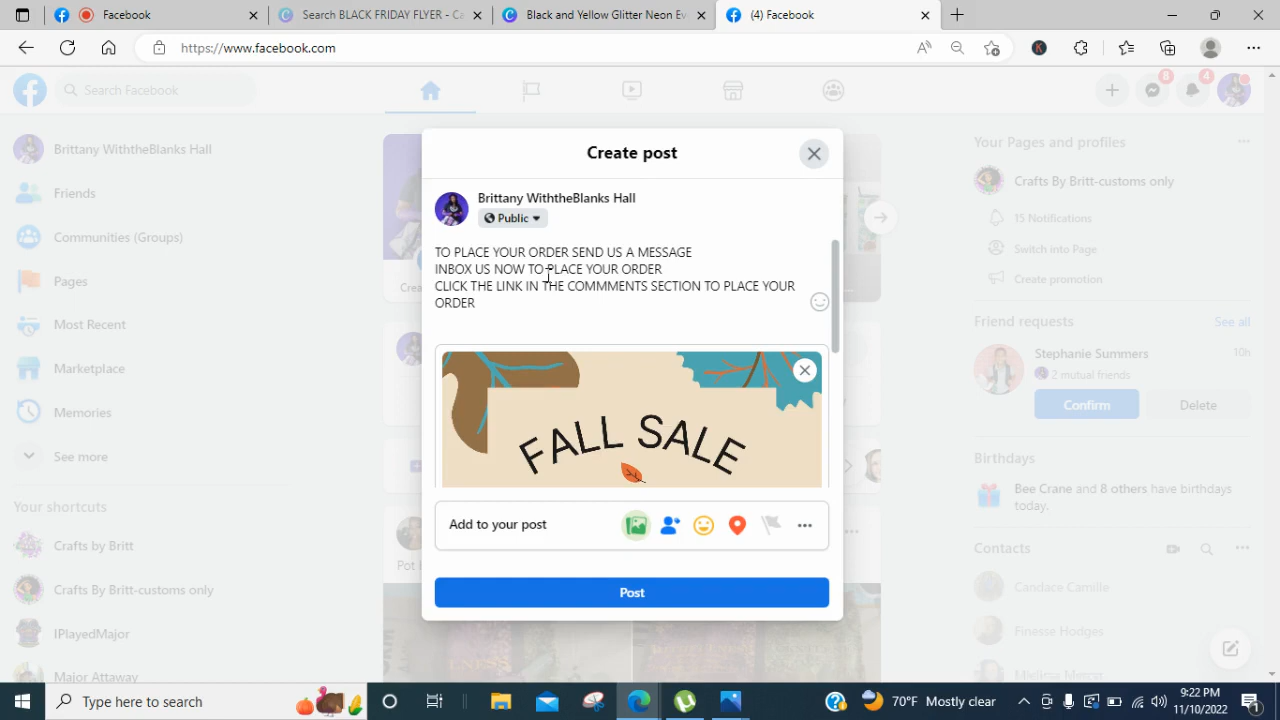 Facebook
Search BLACK FRIDAY FLYER - Ca
Black and Yellow Glitter Neon Ev
(4) Facebook
https://www.facebook.com
Search Facebook
8
4
Brittany WiththeBlanks Hall
Friends
Communities (Groups)
Pages
Most Recent
Marketplace
Memories
See more
Your shortcuts
Crafts by Britt
Crafts By Britt-customs only
IPlayedMajor
Major Attaway
Create post
Brittany WiththeBlanks Hall
Public
TO PLACE YOUR ORDER SEND US A MESSAGE
INBOX US NOW TO PLACE YOUR ORDER
CLICK THE LINK IN THE COMMMENTS SECTION TO PLACE YOUR
ORDER
FALL SALE
Add to your post
Post
Crea
Pot
Your Pages and profiles
Crafts By Britt-customs only
15 Notifications
Switch into Page
Create promotion
Friend requests
See all
Stephanie Summers
10h
2 mutual friends
Confirm
Delete
Birthdays
Bee Crane and 8 others have birthdays
today.
Contacts
Candace Camille
Finesse Hodges
Type here to search
70°F Mostly clear
9:22 PM
11/10/2022
1